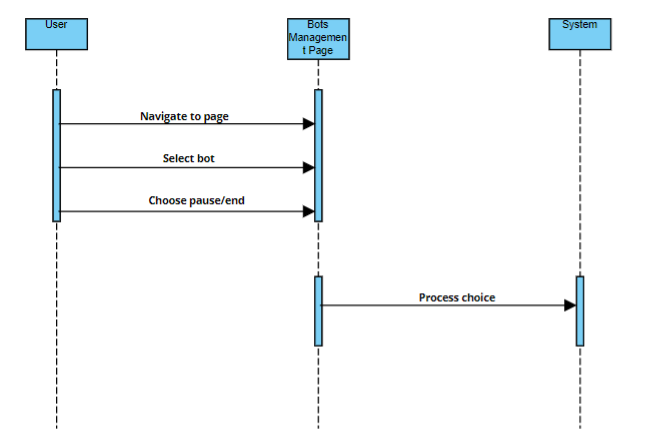 User
Bots
Managemen
t Page
System
Navigate to page
Select bot
Choose pause/end
Process choice